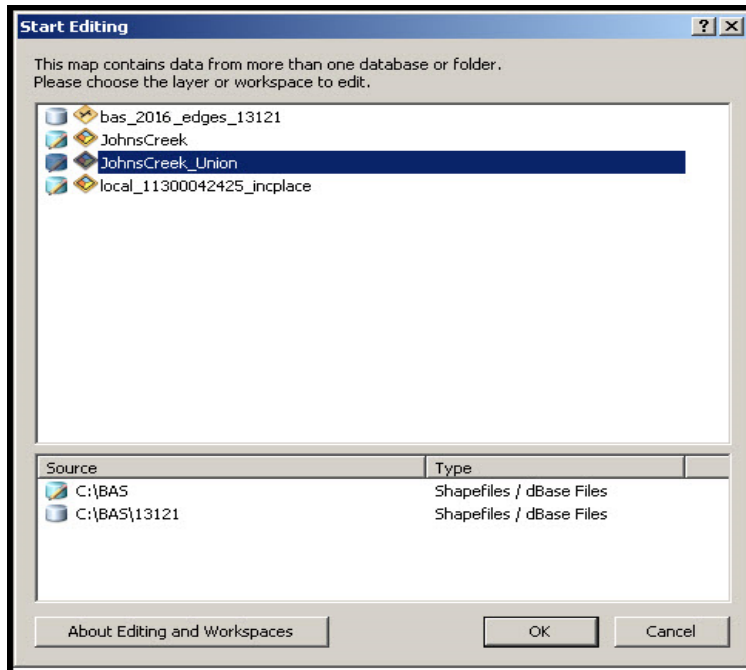 Start Editing
This map contains data from more than one database or folder.
Please choose the layer or workspace to edit.
bas_2016_edges_13121
JohnsCreek
JohnsCreek_Union
local_11300042425_incplace
Source Type
C:\BAS Shapefiles / dBase Files
C:\BAS\13121 Shapefiles / dBase Files
About Editing and Workspaces OK Cancel